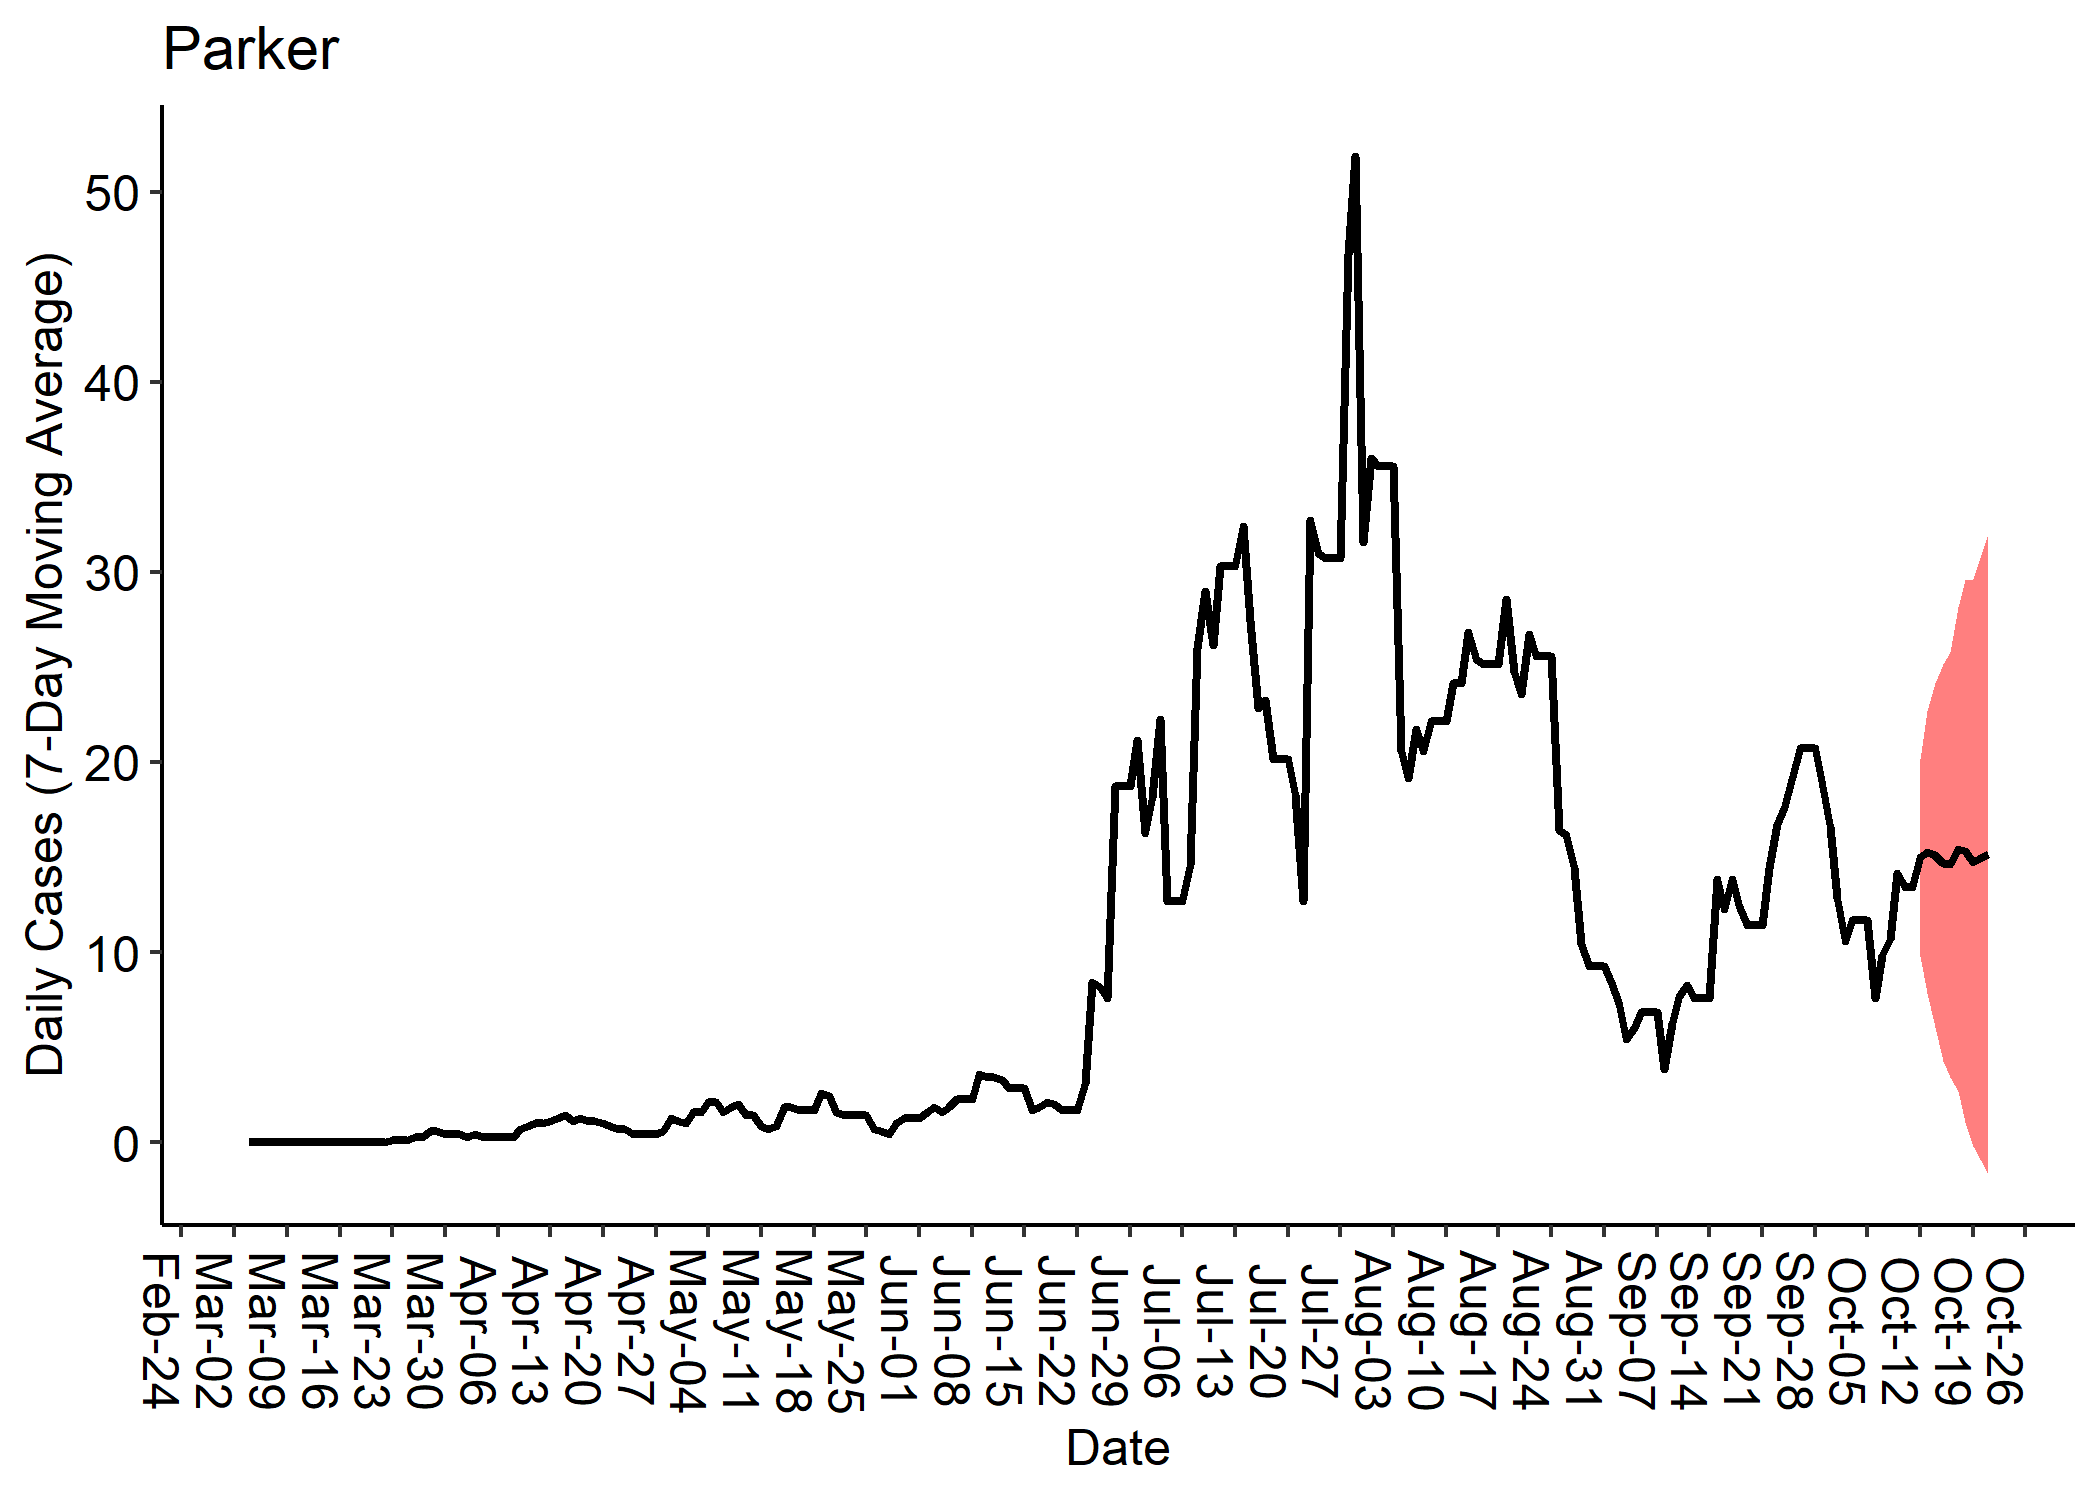 Parker
Daily Cases (7-Day Moving Average)
50
40
30
20
10
0
Feb-24
Mar-02
Mar-09
Mar-16
Mar-23
Mar-30
Apr-06
Apr-13
Apr-20
Apr-27
May-04
May-11
May-18
May-25
Jun-01
Jun-08
Jun-15
Jun-22
Jun-29
Jul-06
Jul-13
Jul-20
Jul-27
Aug-03
Aug-10
Aug-17
Aug-24
Aug-31
Sep-07
Sep-14
Sep-21
Sep-28
Oct-05
Oct-12
Oct-19
Oct-26
Date